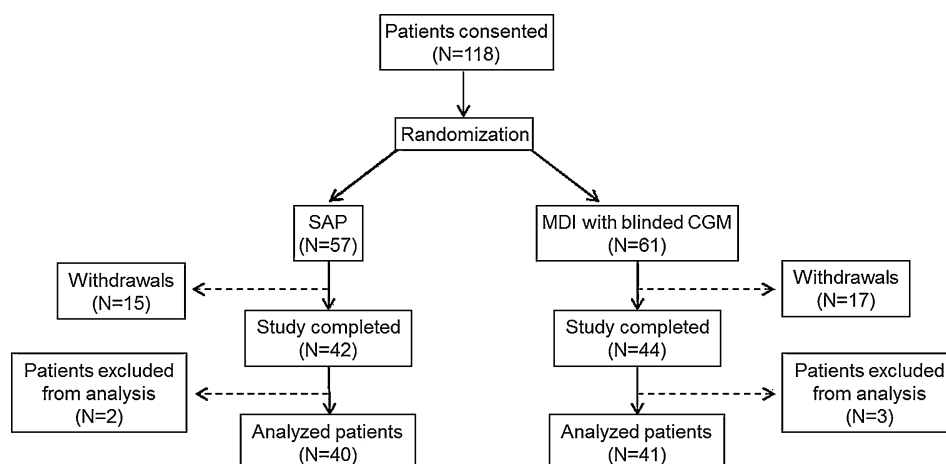 Patients consented
(N=118)
Randomization
SAP
(N=57)
MDI with blinded CGM
(N=61)
Withdrawals
(N=15)
Withdrawals
(N=17)
Study completed
(N=42)
Study completed
(N=44)
Patients excluded
from analysis
(N=2)
Patients excluded
from analysis
(N=3)
Analyzed patients
(N=40)
Analyzed patients
(N=41)